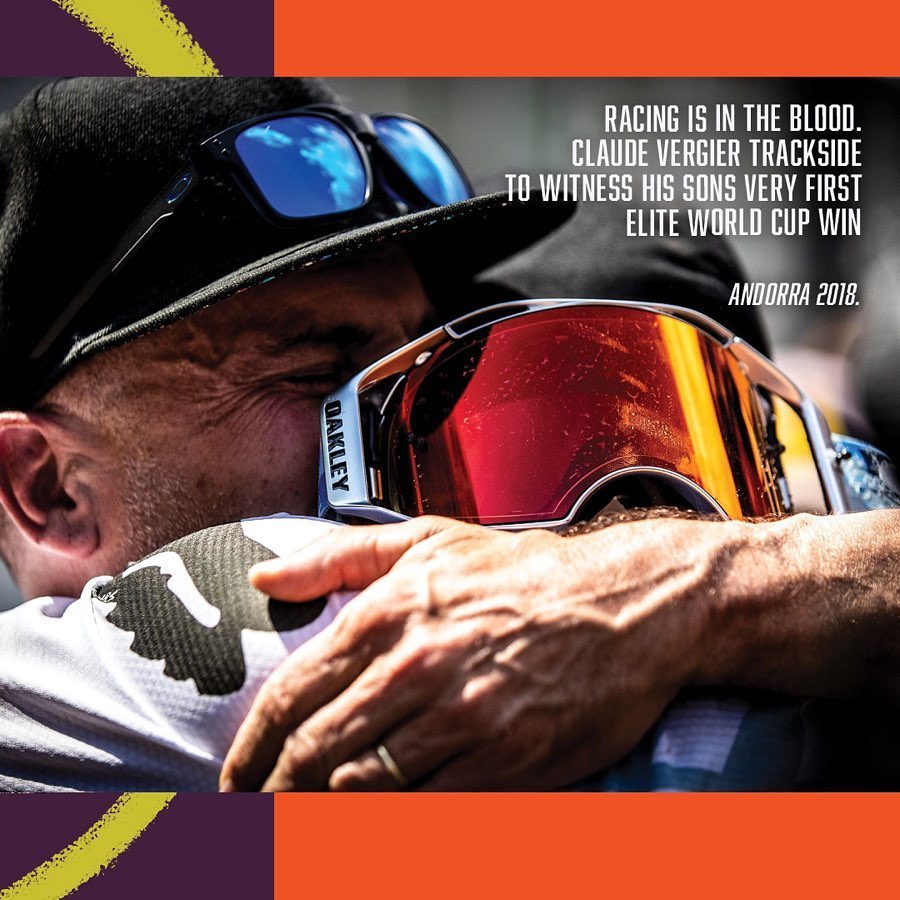 RACING IS IN THE BLOOD.
CLAUDE VERGIER TRACKSIDE
TO WITNESS HIS SONS VERY FIRST
ELITE WORLD CUP WIN
ANDORRA 2018.
OAKLEY